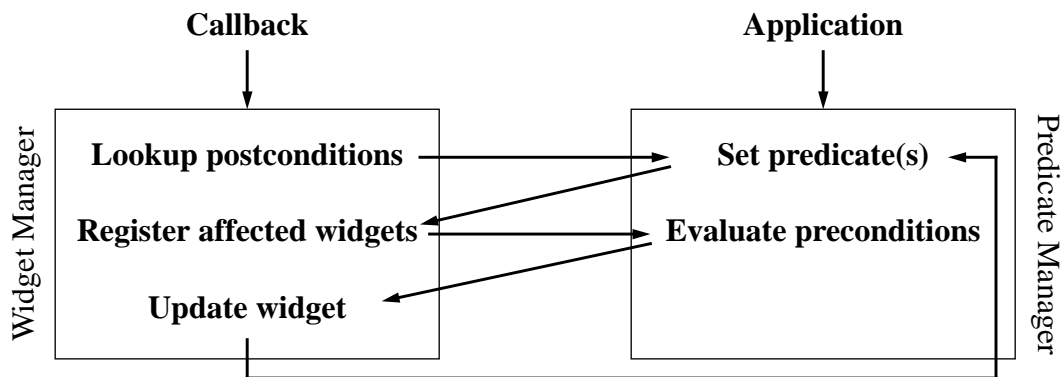 Callback
Application
Widget Manager
Lookup postconditions
Set predicate(s)
Register affected widgets
Evaluate preconditions
Update widget
Predicate Manager